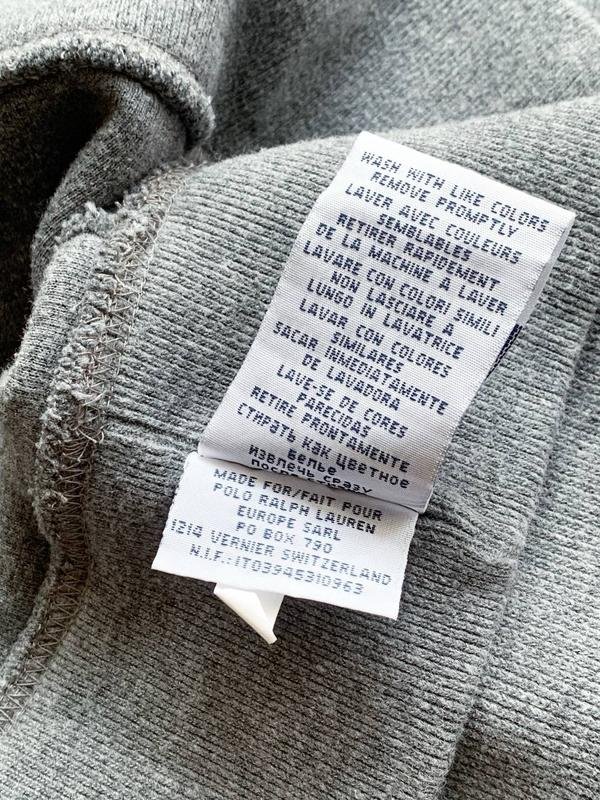 WASH WITH LIKE COLORS
REMOVE PROMPTLY
LAVER AVEC COULEURS
SEMBLABLES
RETIRER RAPIDEMENT
DE LA MACHINE A LAVER
LAVARE CON COLORI SIMILI
NON LASCIARE A
LUNGO IN LAVATRICE
LAVAR CON COLORES
SIMILARES
SACAR INMEDIATAMENTE
DE LAVADORA
LAVE-SE DE CORES
PARECIDAS
RETIRE PRONTAMENTE
СТИРАТЬ КАК ЦВЕТНОЕ
БЕЛЬЕ
ИЗВЛЕЧЬ СРАЗУ
MADE FOR/FAIT POUR
POLO RALPH LAUREN
EUROPE SARL
PO BOX 790
1214 VERNIER SWITZERLAND
N.I.F.:IT03945310963